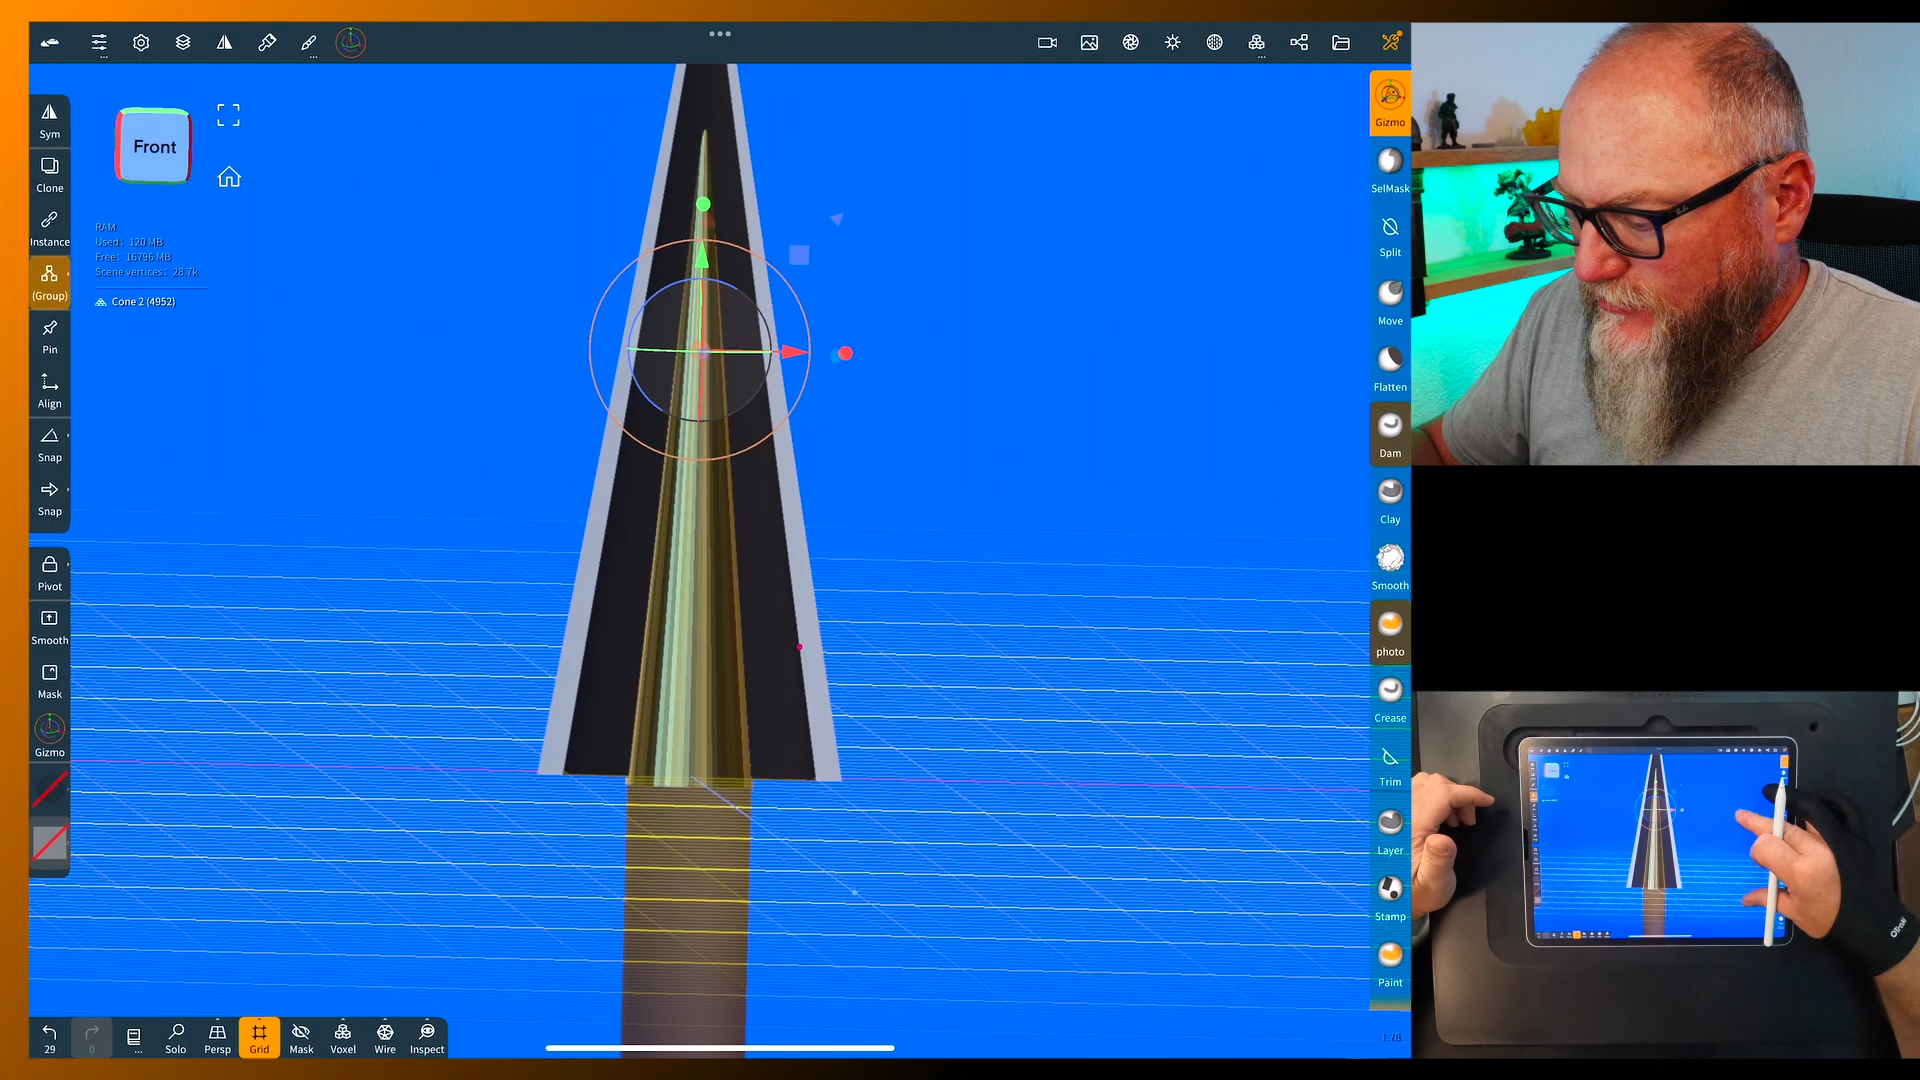 Sym
Clone
Instance
(Group)
Pin
Align
Snap
Snap
Pivot
Smooth
Mask
Gizmo
Front
RAM
Used: 120 MB
Free: 16796 MB
Scene vertices: 28.7k
Cone 2 (4952)
Gizmo
SelMask
Split
Move
Flatten
Dam
Clay
Smooth
photo
Crease
Trim
Layer
Stamp
Paint
1.78
29
0
Solo
Persp
Grid
Mask
Voxel
Wire
Inspect